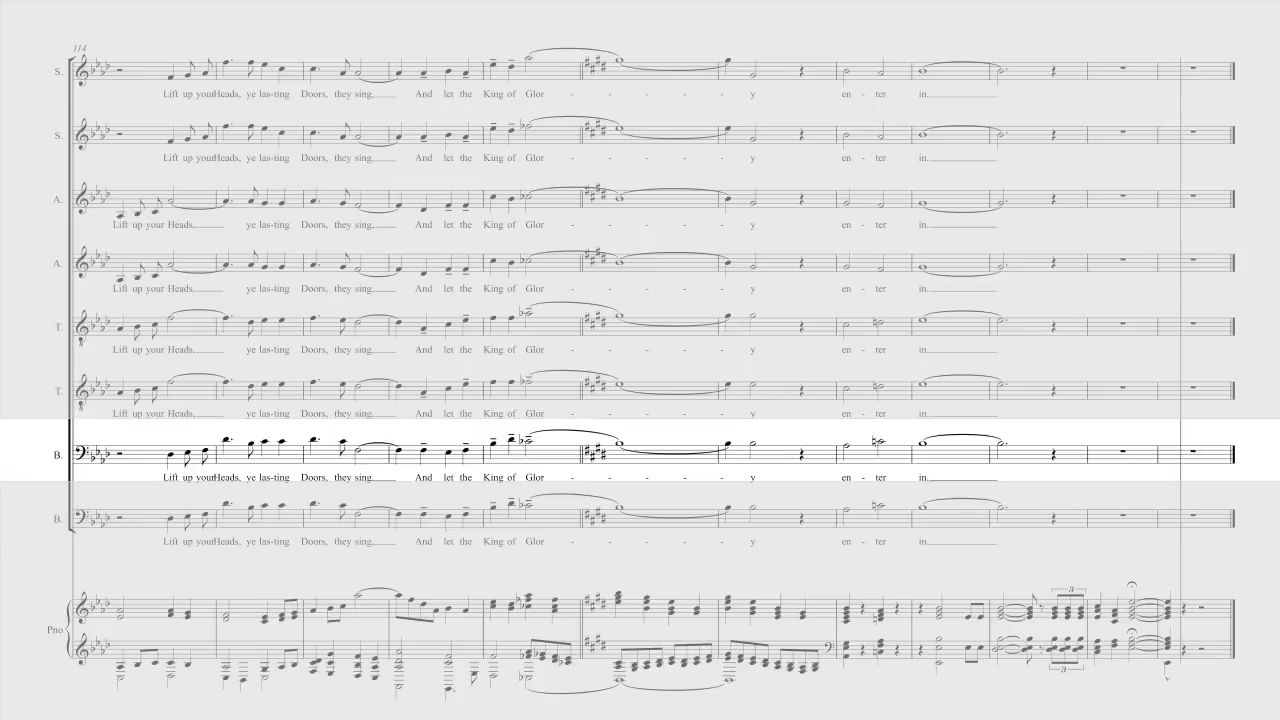 114
S.
Lift up yourHeads, ye las-ting Doors, they sing, And let the King of Glor - - - - - - y en - ter in.
S.
Lift up yourHeads, ye las-ting Doors, they sing, And let the King of Glor - - - - - - y en - ter in.
A.
Lift up your Heads, ye las-ting Doors, they sing, And let the King of Glor - - - - - - y en - ter in.
A.
Lift up your Heads, ye las-ting Doors, they sing, And let the King of Glor - - - - - - y en - ter in.
T.
Lift up your Heads, ye las-ting Doors, they sing, And let the King of Glor - - - - - - y en - ter in.
T.
Lift up your Heads, ye las-ting Doors, they sing, And let the King of Glor - - - - - - y en - ter in.
B.
Lift up yourHeads, ye las-ting Doors, they sing, And let the King of Glor - - - - - - y en - ter in.
B.
Lift up yourHeads, ye las-ting Doors, they sing, And let the King of Glor - - - - - - y en - ter in.
3
Pno
3